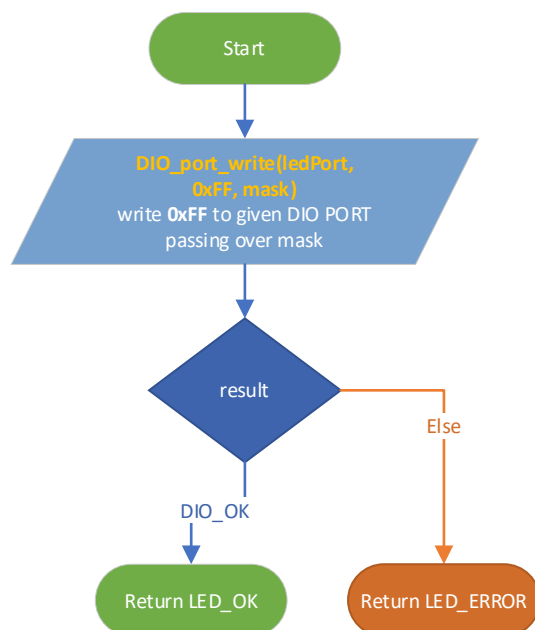 Start
DIO_port_write(ledPort,
0xFF, mask)
write 0xFF to given DIO PORT
passing over mask
result
Else
DIO_OK
Return LED_OK
Return LED_ERROR